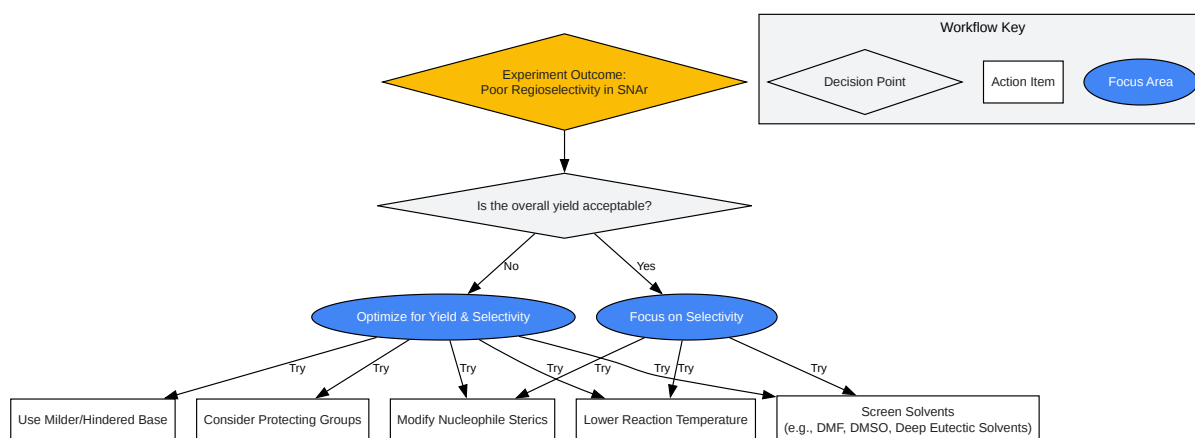 Workflow Key
Experiment Outcome:
Poor Regioselectivity in SNAr
Decision Point
Action Item
Focus Area
Is the overall yield acceptable?
No
Yes
Optimize for Yield & Selectivity
Focus on Selectivity
Try
Try
Try
Try
Try
Try
Try
Try
Use Milder/Hindered Base
Consider Protecting Groups
Modify Nucleophile Sterics
Lower Reaction Temperature
Screen Solvents
(e.g., DMF, DMSO, Deep Eutectic Solvents)